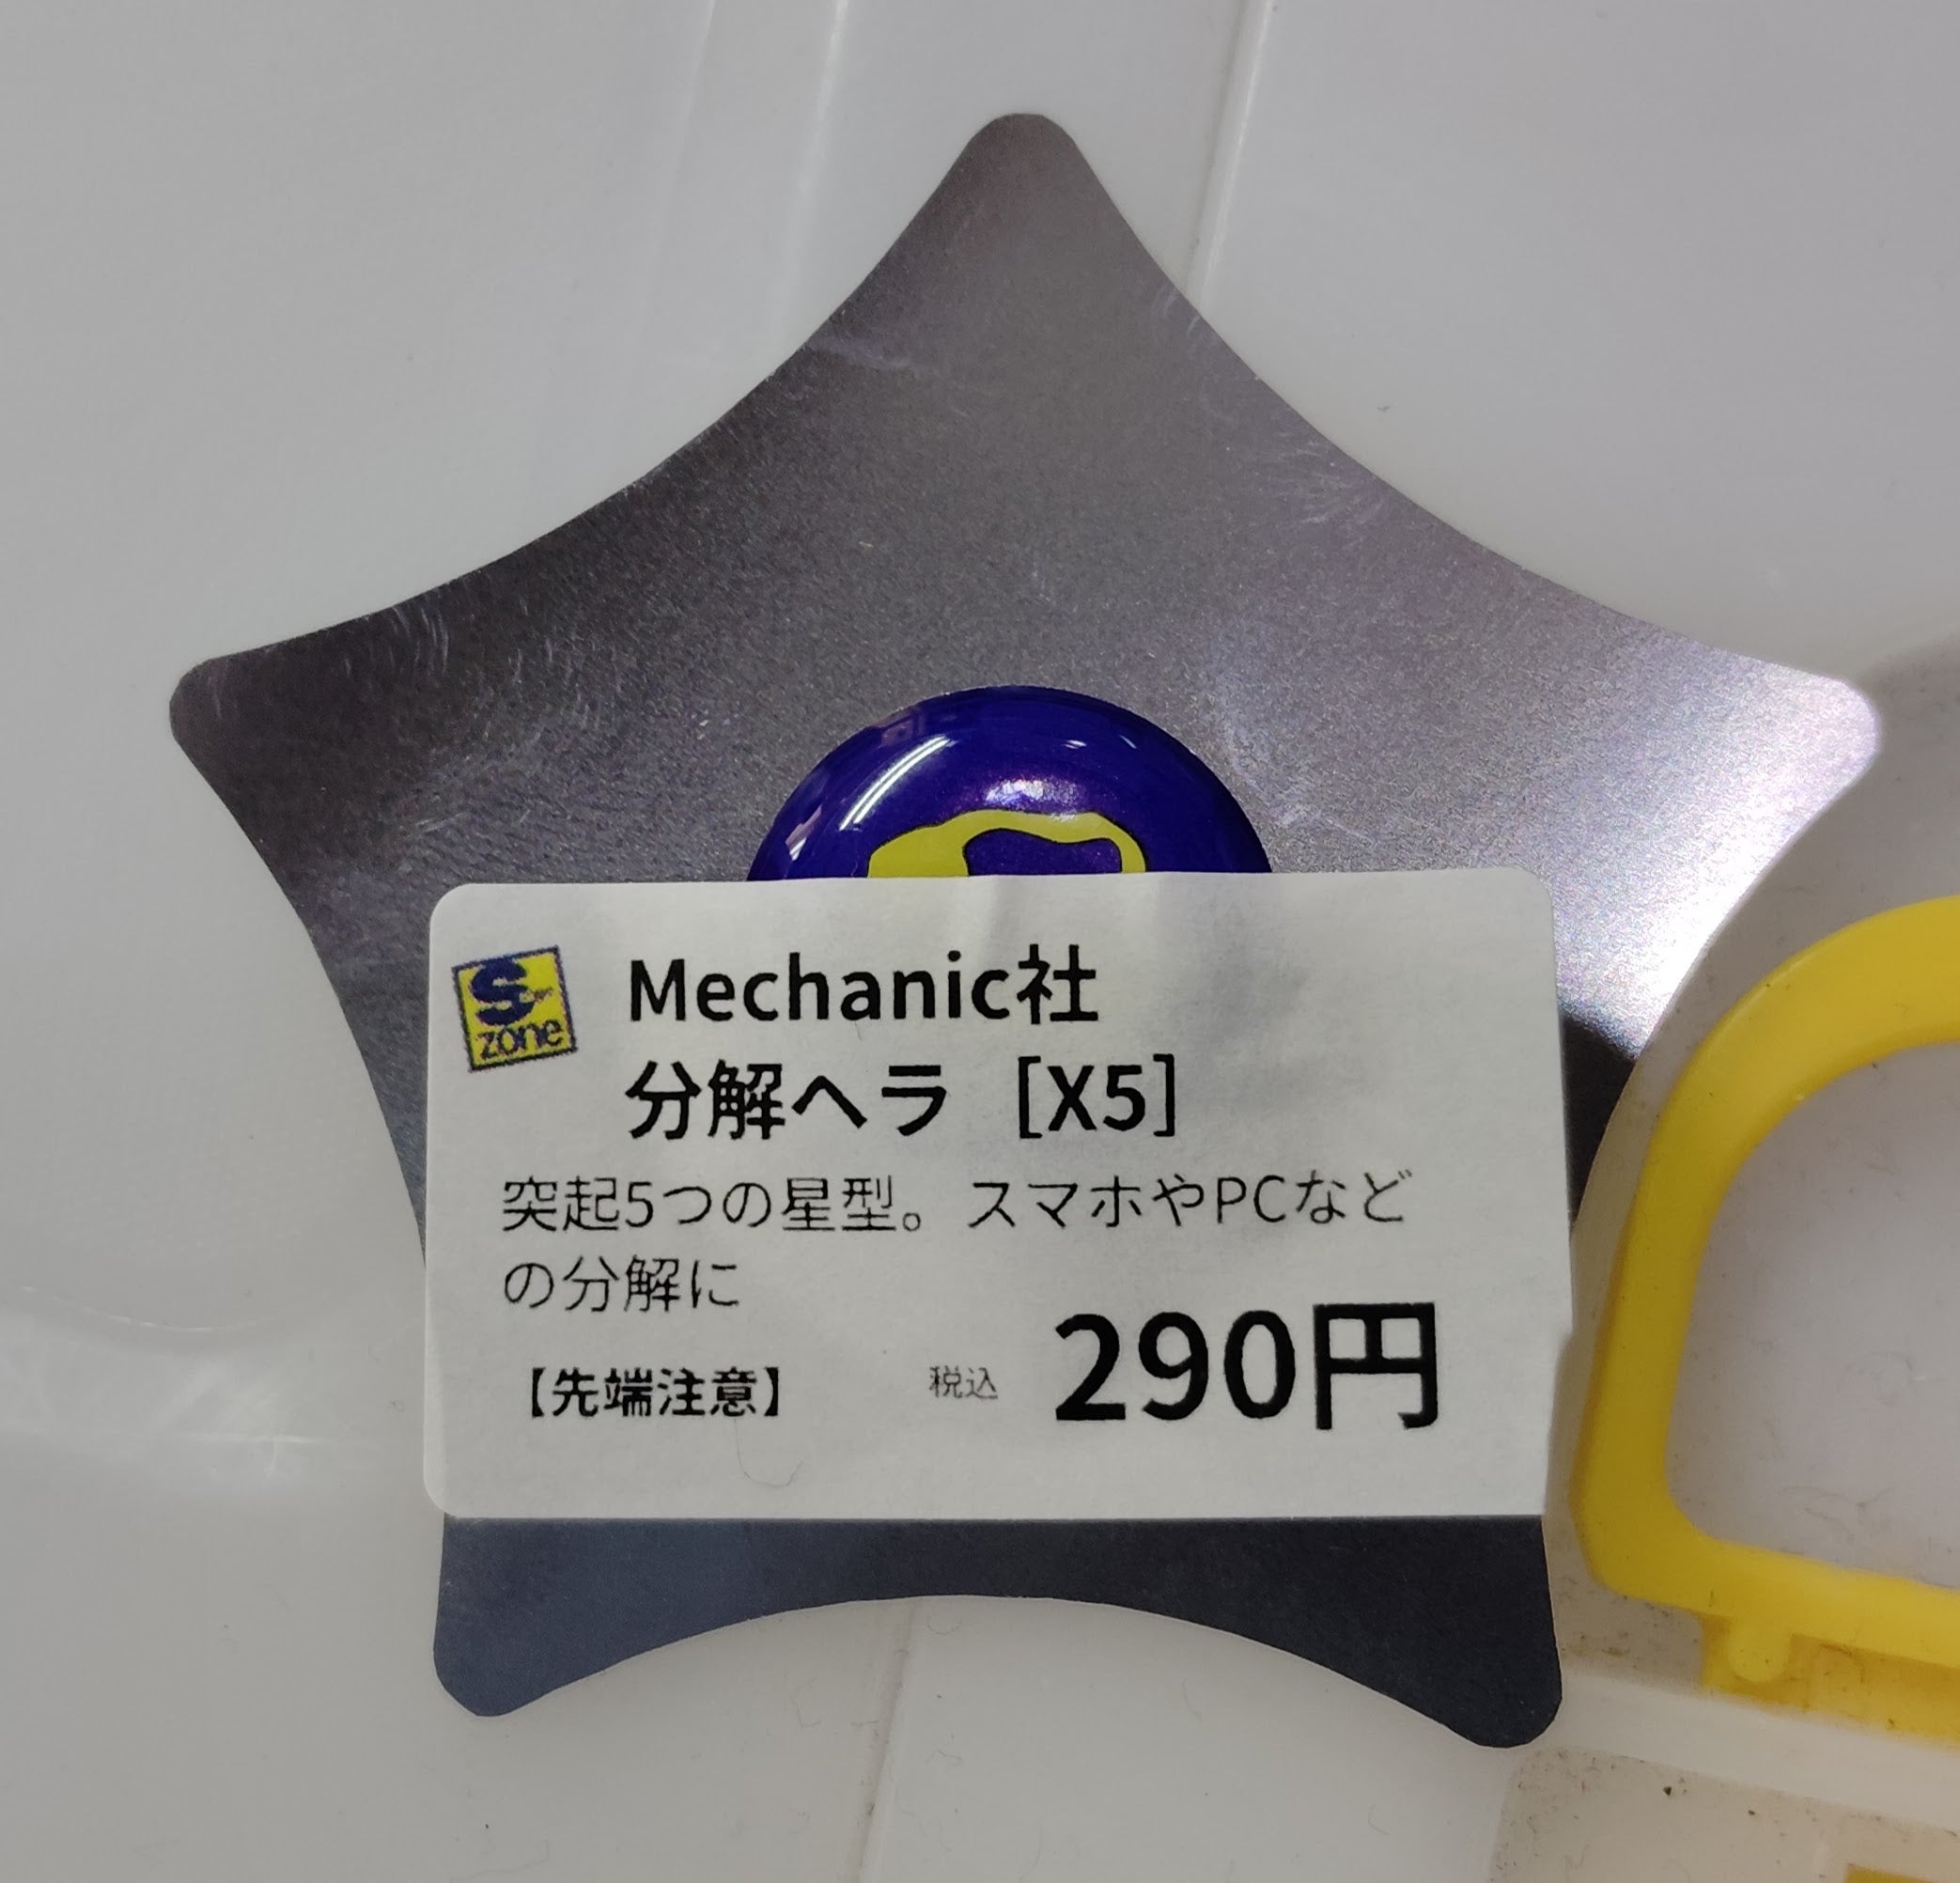 S
zone
Mechanic社
分解ヘラ［X5］
突起5つの星型。スマホやPCなど
の分解に
【先端注意】
税込 290円